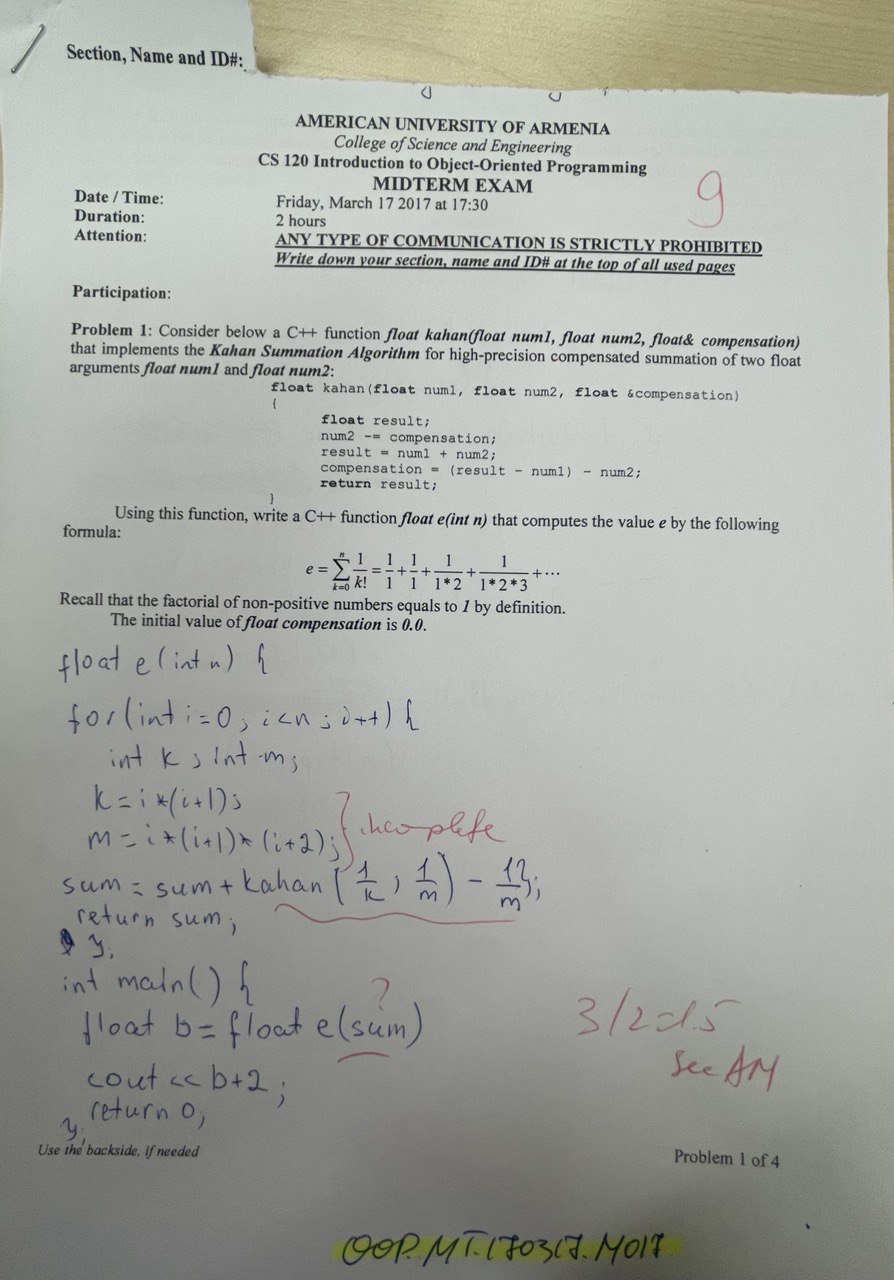 Section, Name and ID#:
AMERICAN UNIVERSITY OF ARMENIA
College of Science and Engineering
CS 120 Introduction to Object-Oriented Programming
MIDTERM EXAM
9
Date / Time: Friday, March 17 2017 at 17:30
Duration: 2 hours
Attention: ANY TYPE OF COMMUNICATION IS STRICTLY PROHIBITED
Write down your section, name and ID# at the top of all used pages
Participation:
Problem 1: Consider below a C++ function float kahan(float num1, float num2, float& compensation)
that implements the Kahan Summation Algorithm for high-precision compensated summation of two float
arguments float num1 and float num2:
float kahan(float num1, float num2, float &compensation)
{
float result;
num2 -= compensation;
result = num1 + num2;
compensation = (result - num1) - num2;
return result;
}
Using this function, write a C++ function float e(int n) that computes the value e by the following
formula:
e = ∑_{k=0}^{n} 1/k! = 1/1 + 1/1 + 1/(1*2) + 1/(1*2*3) + ⋯
Recall that the factorial of non-positive numbers equals to 1 by definition.
The initial value of float compensation is 0.0.
float e(int n) {
for(int i=0; i<n; i++) {
int k; int m;
k=i*(i+1);
m=i*(i+1)*(i+2); incomplete
sum = sum + kahan(1/k, 1/m) -
return sum;
}
int main() {
?
float b= float e(sum)
3/2=1.5
see AM
cout << b+2;
return 0;
}
Use the backside, if needed
Problem 1 of 4
OOP.MT.170317.M017